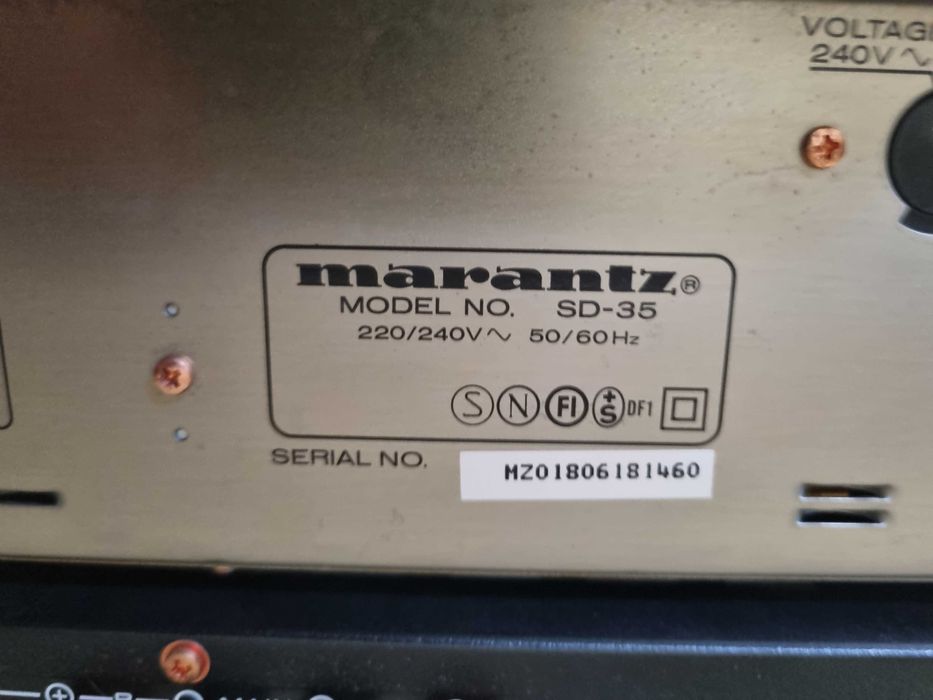 VOLTAGE
240V~
marantz®
MODEL NO. SD-35
220/240V~ 50/60Hz
S N FI +S DF1
SERIAL NO. MZ01806181460